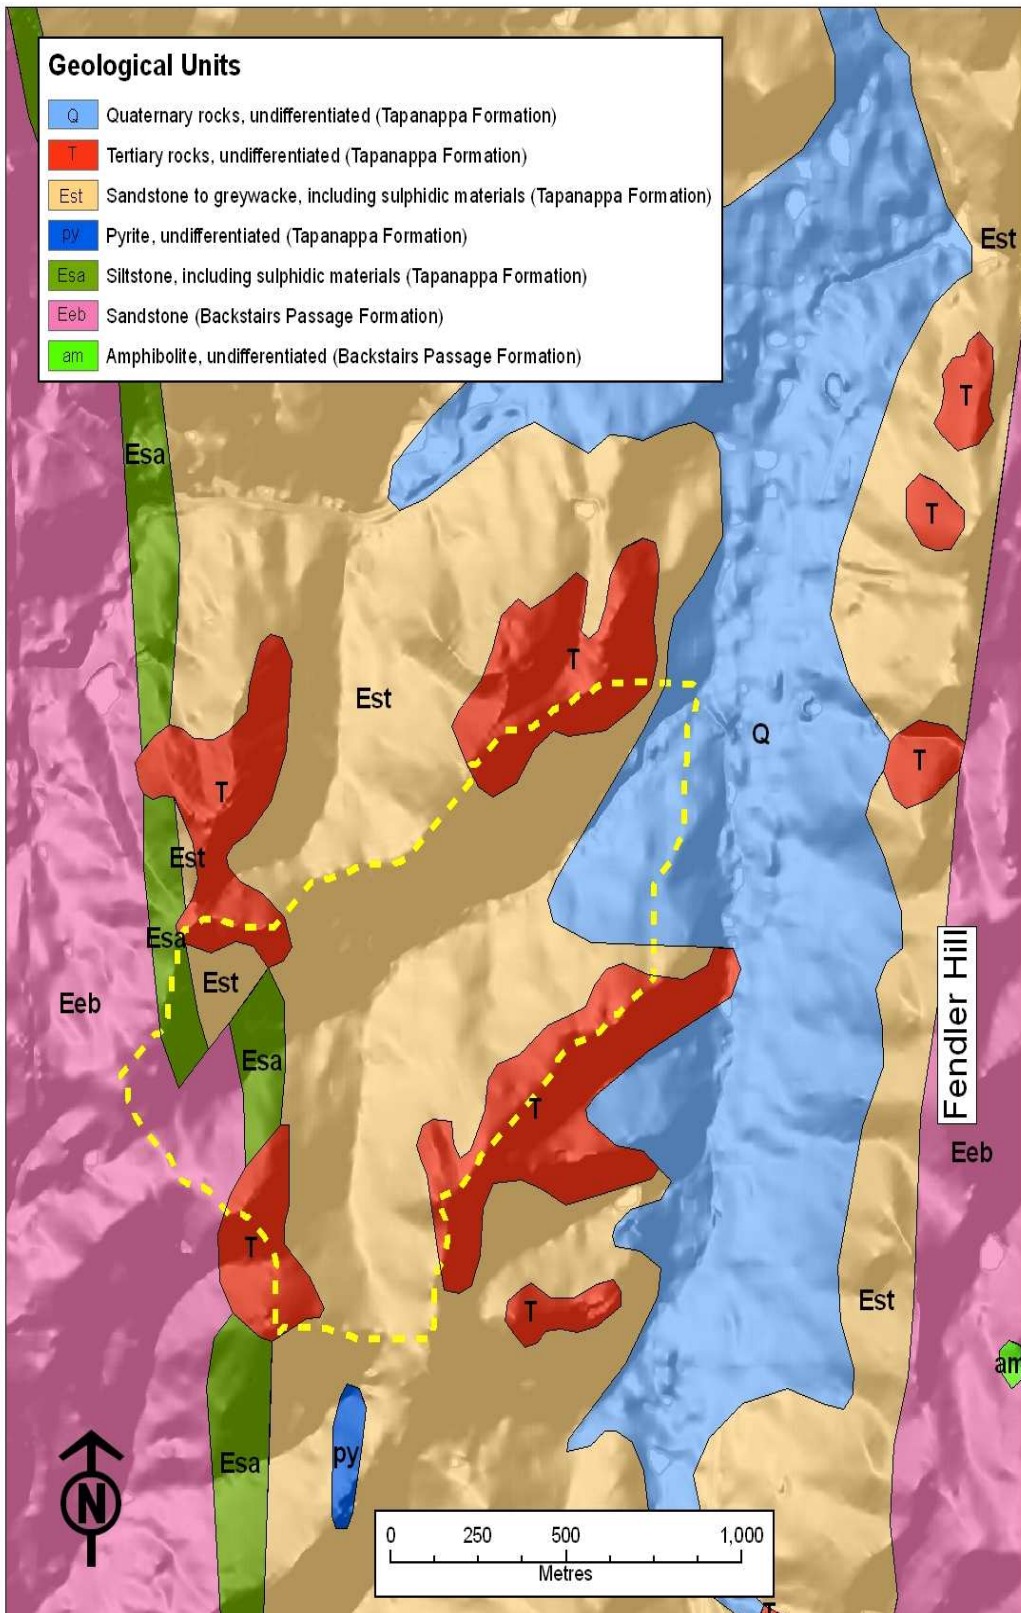 Geological Units
Q Quaternary rocks, undifferentiated (Tapanappa Formation)
T Tertiary rocks, undifferentiated (Tapanappa Formation)
Est Sandstone to greywacke, including sulphidic materials (Tapanappa Formation)
py Pyrite, undifferentiated (Tapanappa Formation)
Esa Siltstone, including sulphidic materials (Tapanappa Formation)
Eeb Sandstone (Backstairs Passage Formation)
am Amphibolite, undifferentiated (Backstairs Passage Formation)
Est
T
Esa
T
T
Est
Q
T
T
Est
Esa
Est
Eeb
Fendler Hill
Esa
T
Eeb
T
Est
T
am
Esa
py
N
0 250 500 1,000
Metres
T